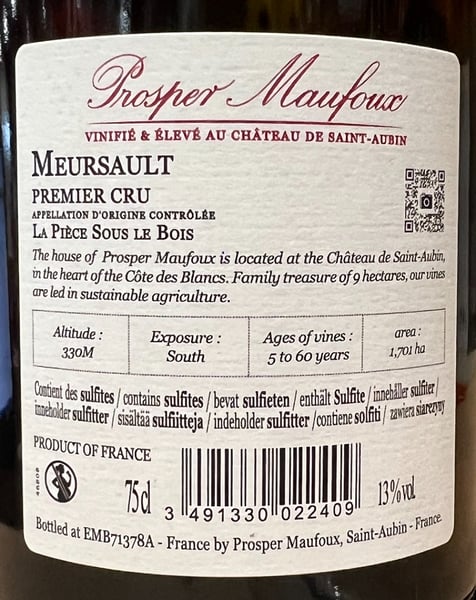 Prosper Maufoux
VINIFIÉ & ÉLEVÉ AU CHÂTEAU DE SAINT-AUBIN
MEURSAULT
PREMIER CRU
APPELLATION D'ORIGINE CONTRÔLÉE
LA PIÈCE SOUS LE BOIS
The house of Prosper Maufoux is located at the Château de Saint-Aubin,
in the heart of the Côte des Blancs. Family treasure of 9 hectares, our vines
are led in sustainable agriculture.
Altitude : Exposure : Ages of vines : area :
330M South 5 to 60 years 1,701 ha
Contient des sulfites / contains sulfites / bevat sulfieten / enthält Sulfite / innehåller sulfiter /
inneholder sulfitter / sisältää sulfiitteja / indeholder sulfitter / contiene solfiti / zawiera siarezyny
PRODUCT OF FRANCE
75 cl
3 491330 022409
13% vol.
Bottled at EMB71378A - France by Prosper Maufoux, Saint-Aubin - France.